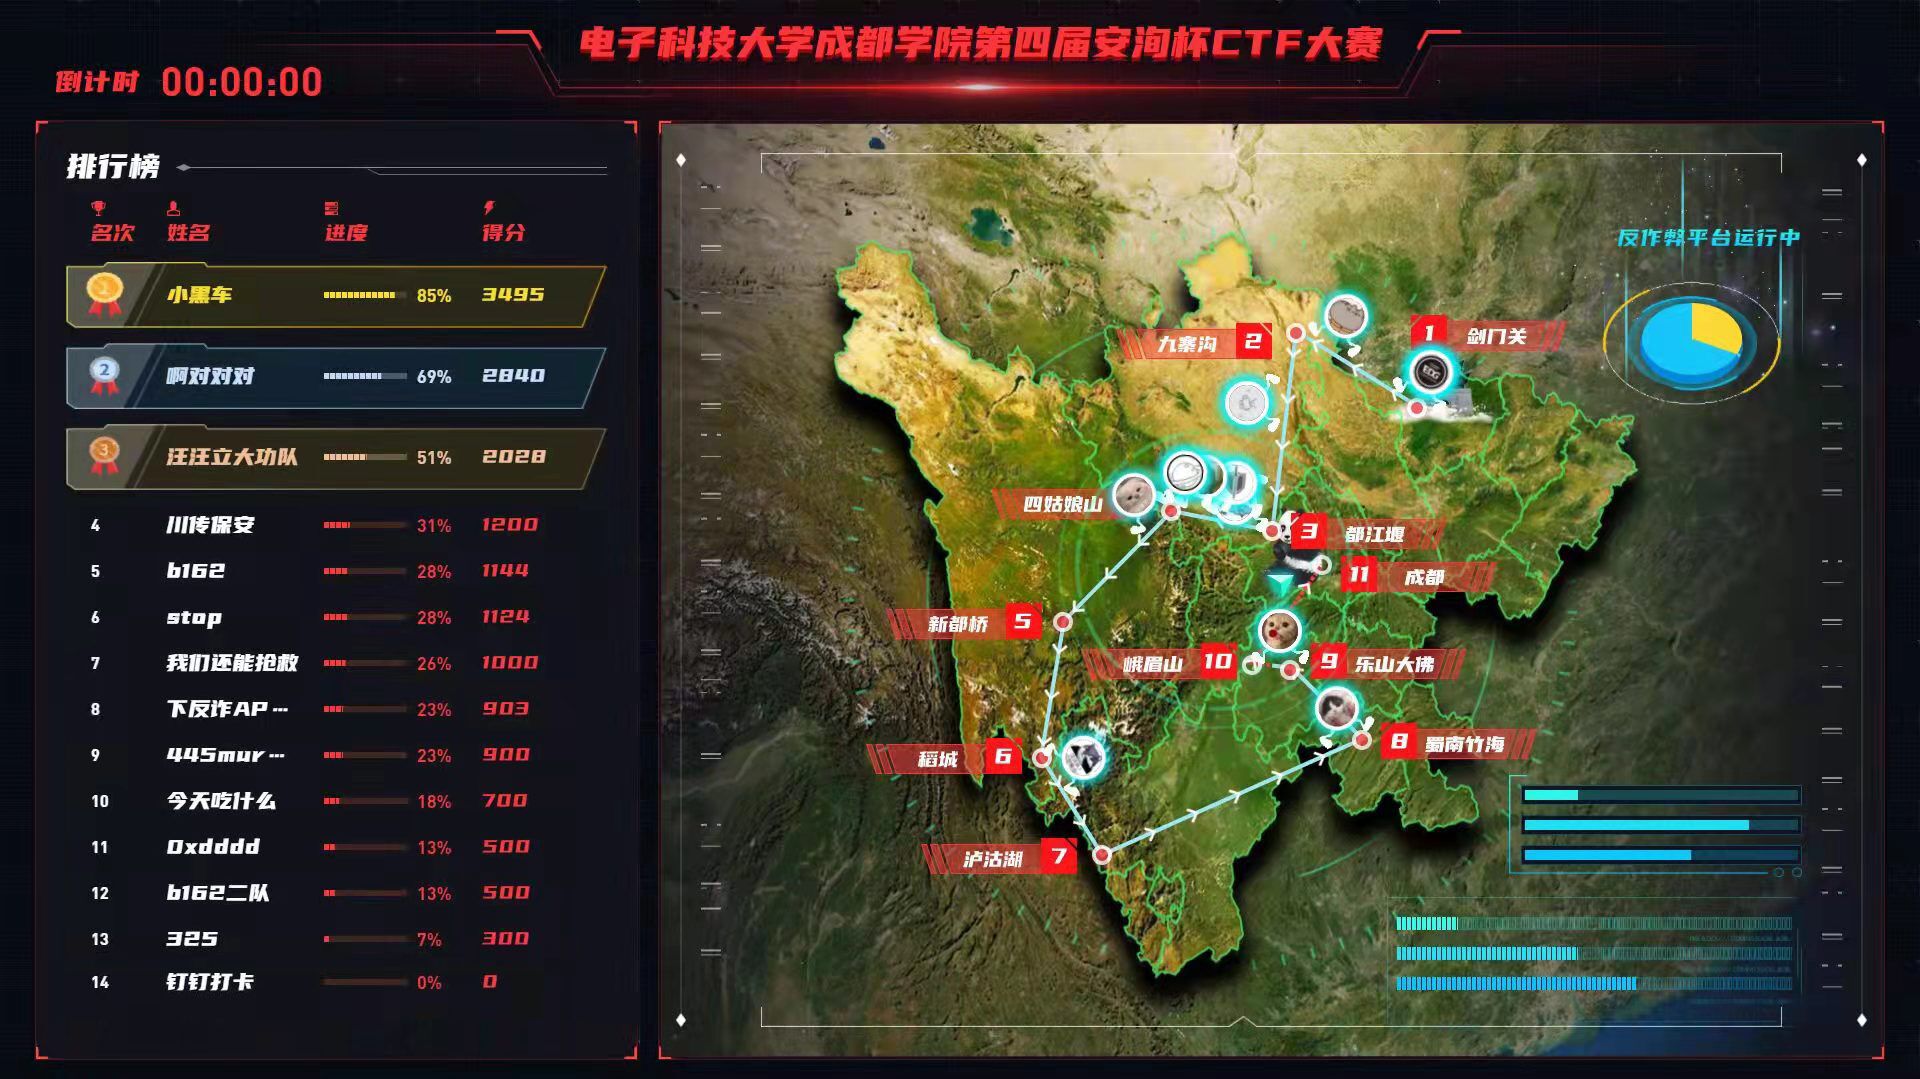 电子科技大学成都学院第四届安洵杯CTF大赛
倒计时 00:00:00
排行榜
名次 姓名 进度 得分
1 小黑车 85% 3495
2 啊对对对 69% 2840
3 汪汪立大功队 51% 2028
4 川传保安 31% 1200
5 b162 28% 1144
6 stop 28% 1124
7 我们还能抢救 26% 1000
8 下反诈AP… 23% 903
9 445mur… 23% 900
10 今天吃什么 18% 700
11 0xdddd 13% 500
12 b162二队 13% 500
13 325 7% 300
14 钉钉打卡 0% 0
反作弊平台运行中
1 剑门关
九寨沟 2
四姑娘山
3 都江堰
11 成都
新都桥 5
峨眉山 10
9 乐山大佛
稻城 6
8 蜀南竹海
泸沽湖 7